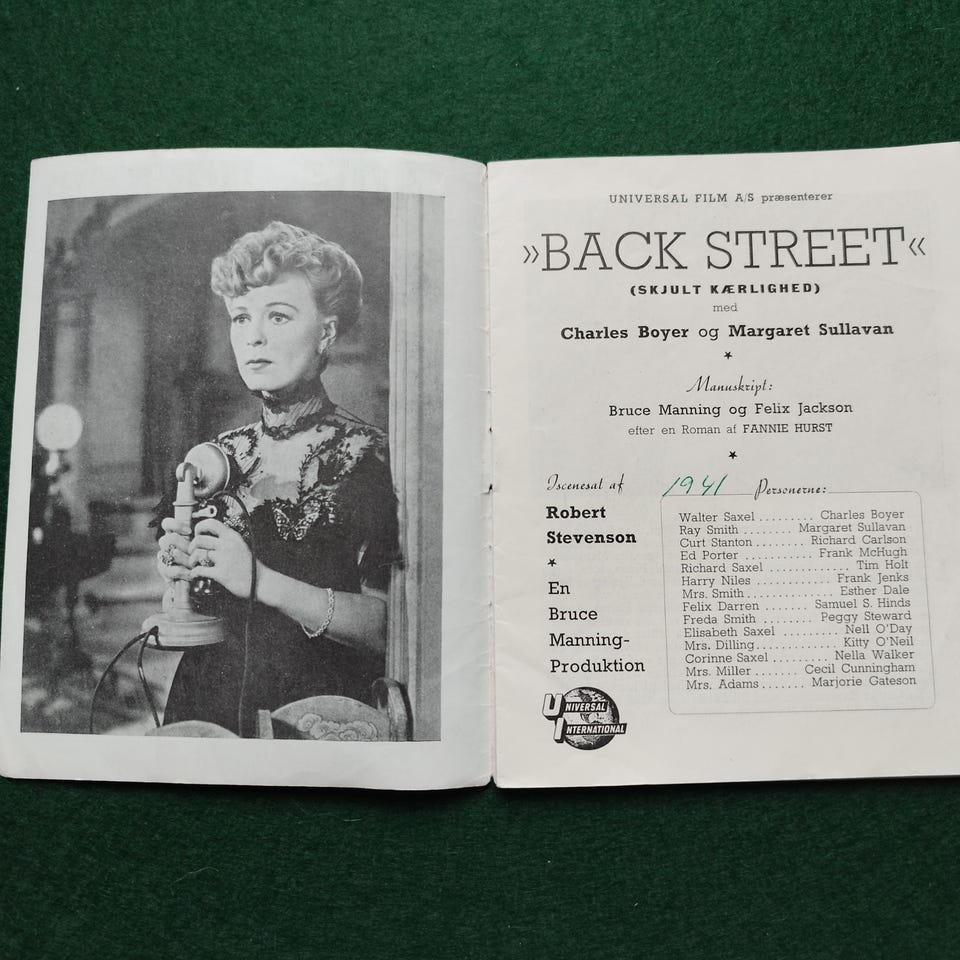 UNIVERSAL FILM A/S præsenterer
»BACK STREET«
(SKJULT KÆRLIGHED)
med
Charles Boyer og Margaret Sullavan
Manuskript:
Bruce Manning og Felix Jackson
efter en Roman af FANNIE HURST
Iscenesat af
Robert
Stevenson
En
Bruce
Manning-
Produktion
UNIVERSAL
INTERNATIONAL
1941 Personerne:
Walter Saxel ......... Charles Boyer
Ray Smith ........ Margaret Sullavan
Curt Stanton ........ Richard Carlson
Ed Porter ............ Frank McHugh
Richard Saxel ............ Tim Holt
Harry Niles ........... Frank Jenks
Mrs. Smith ............. Esther Dale
Felix Darren ....... Samuel S. Hinds
Freda Smith ......... Peggy Steward
Elisabeth Saxel ......... Nell O'Day
Mrs. Dilling ........... Kitty O'Neil
Corinne Saxel ......... Nella Walker
Mrs. Miller ....... Cecil Cunningham
Mrs. Adams ....... Marjorie Gateson